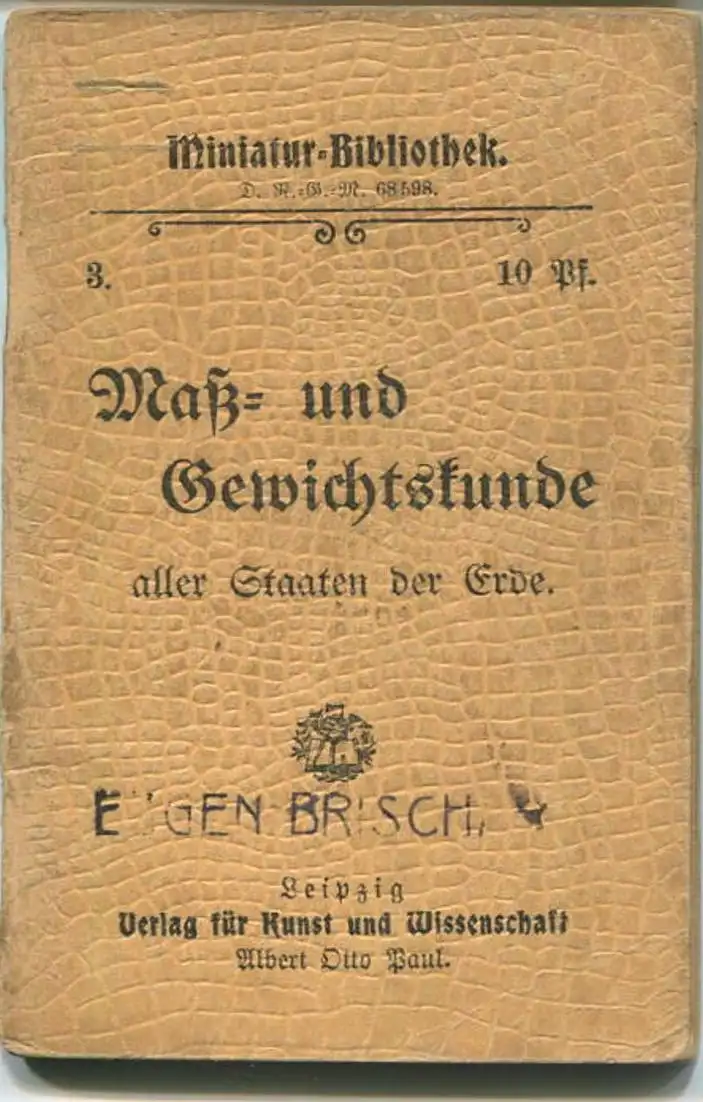 Miniatur-Bibliothek.
D. R.-G.-M. 68598.
3. 10 Pf.
Maß- und
Gewichtskunde
aller Staaten der Erde.
BRISCH,
Leipzig
Verlag für Kunst und Wissenschaft
Albert Otto Paul.